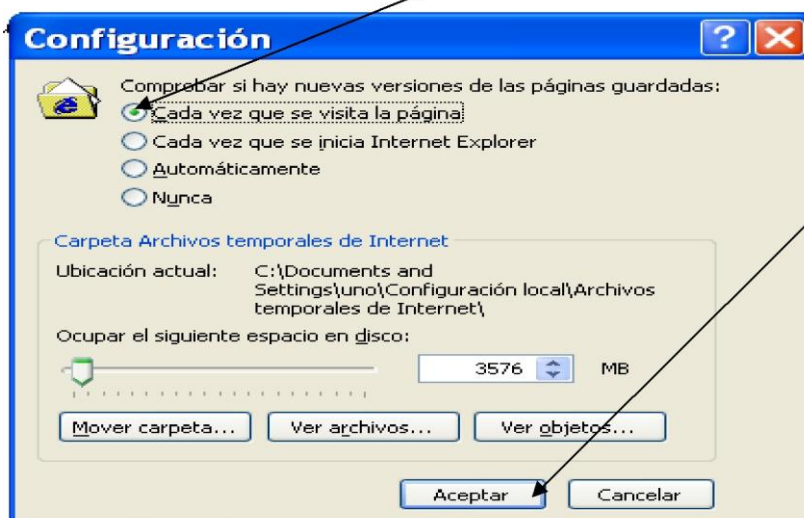 Configuración
Comprobar si hay nuevas versiones de las páginas guardadas:
Cada vez que se visita la página
Cada vez que se inicia Internet Explorer
Automáticamente
Nunca
Carpeta Archivos temporales de Internet
Ubicación actual: C:\Documents and
Settings\uno\Configuración local\Archivos
temporales de Internet\
Ocupar el siguiente espacio en disco:
3576 MB
Mover carpeta... Ver archivos... Ver objetos...
Aceptar Cancelar